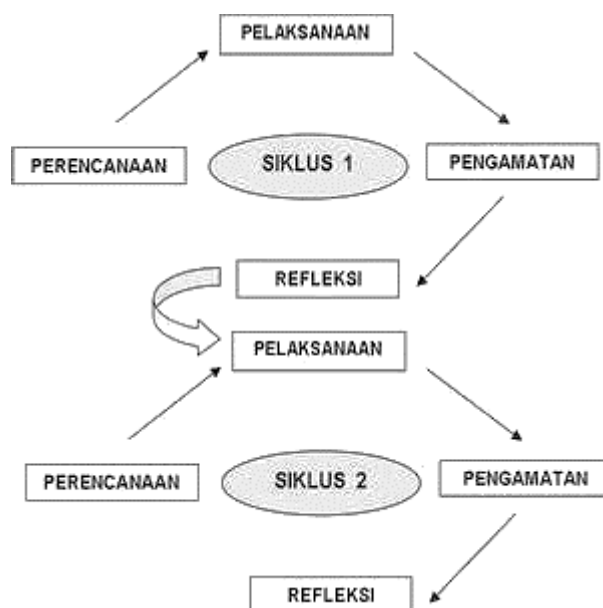 PELAKSANAAN
PERENCANAAN
SIKLUS 1
PENGAMATAN
REFLEKSI
PELAKSANAAN
PERENCANAAN
SIKLUS 2
PENGAMATAN
REFLEKSI